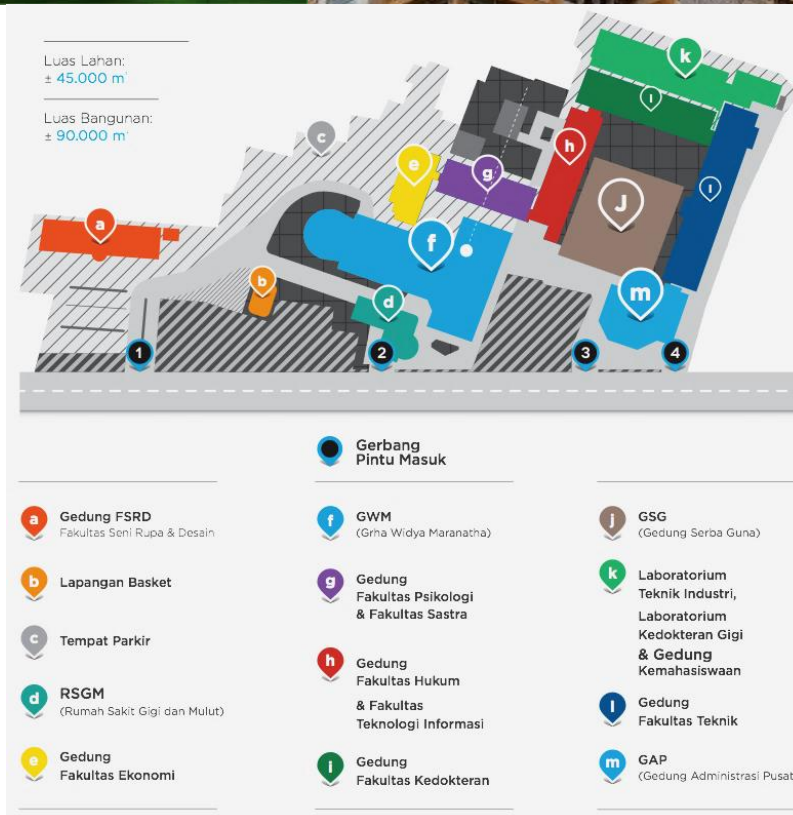 Luas Lahan:
± 45.000 m²
Luas Bangunan:
± 90.000 m²
k
l
c
e
h
g
l
a
J
f
b
m
d
1
2
3
4
Gerbang
Pintu Masuk
a
Gedung FSRD
Fakultas Seni Rupa & Desain
b
Lapangan Basket
c
Tempat Parkir
d
RSGM
(Rumah Sakit Gigi dan Mulut)
e
Gedung
Fakultas Ekonomi
f
GWM
(Grha Widya Maranatha)
g
Gedung
Fakultas Psikologi
& Fakultas Sastra
h
Gedung
Fakultas Hukum
& Fakultas
Teknologi Informasi
i
Gedung
Fakultas Kedokteran
j
GSG
(Gedung Serba Guna)
k
Laboratorium
Teknik Industri,
Laboratorium
Kedokteran Gigi
& Gedung
Kemahasiswaan
l
Gedung
Fakultas Teknik
m
GAP
(Gedung Administrasi Pusat